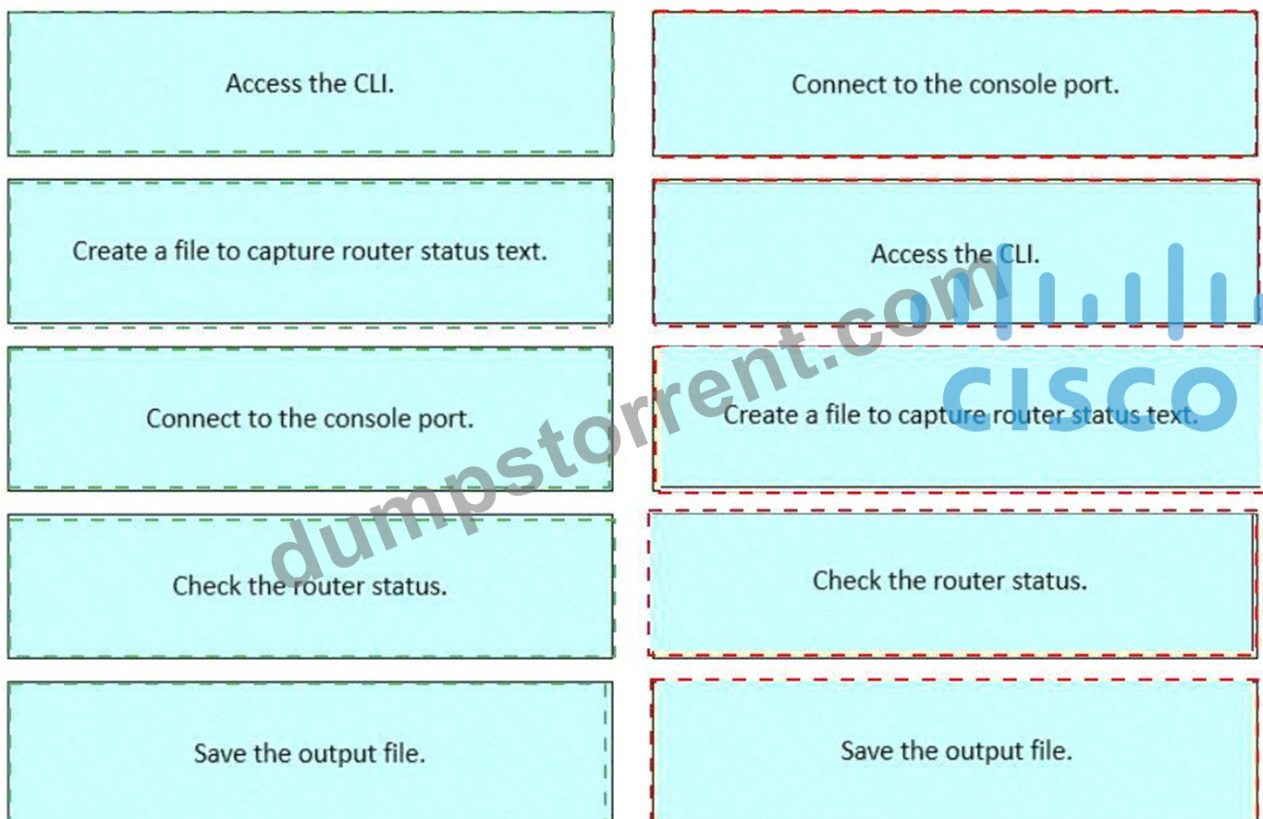 Access the CLI.
Connect to the console port.
Create a file to capture router status text.
Access the CLI.
Connect to the console port.
Create a file to capture router status text.
Check the router status.
Check the router status.
Save the output file.
Save the output file.
dumpstorrent.com
CISCO